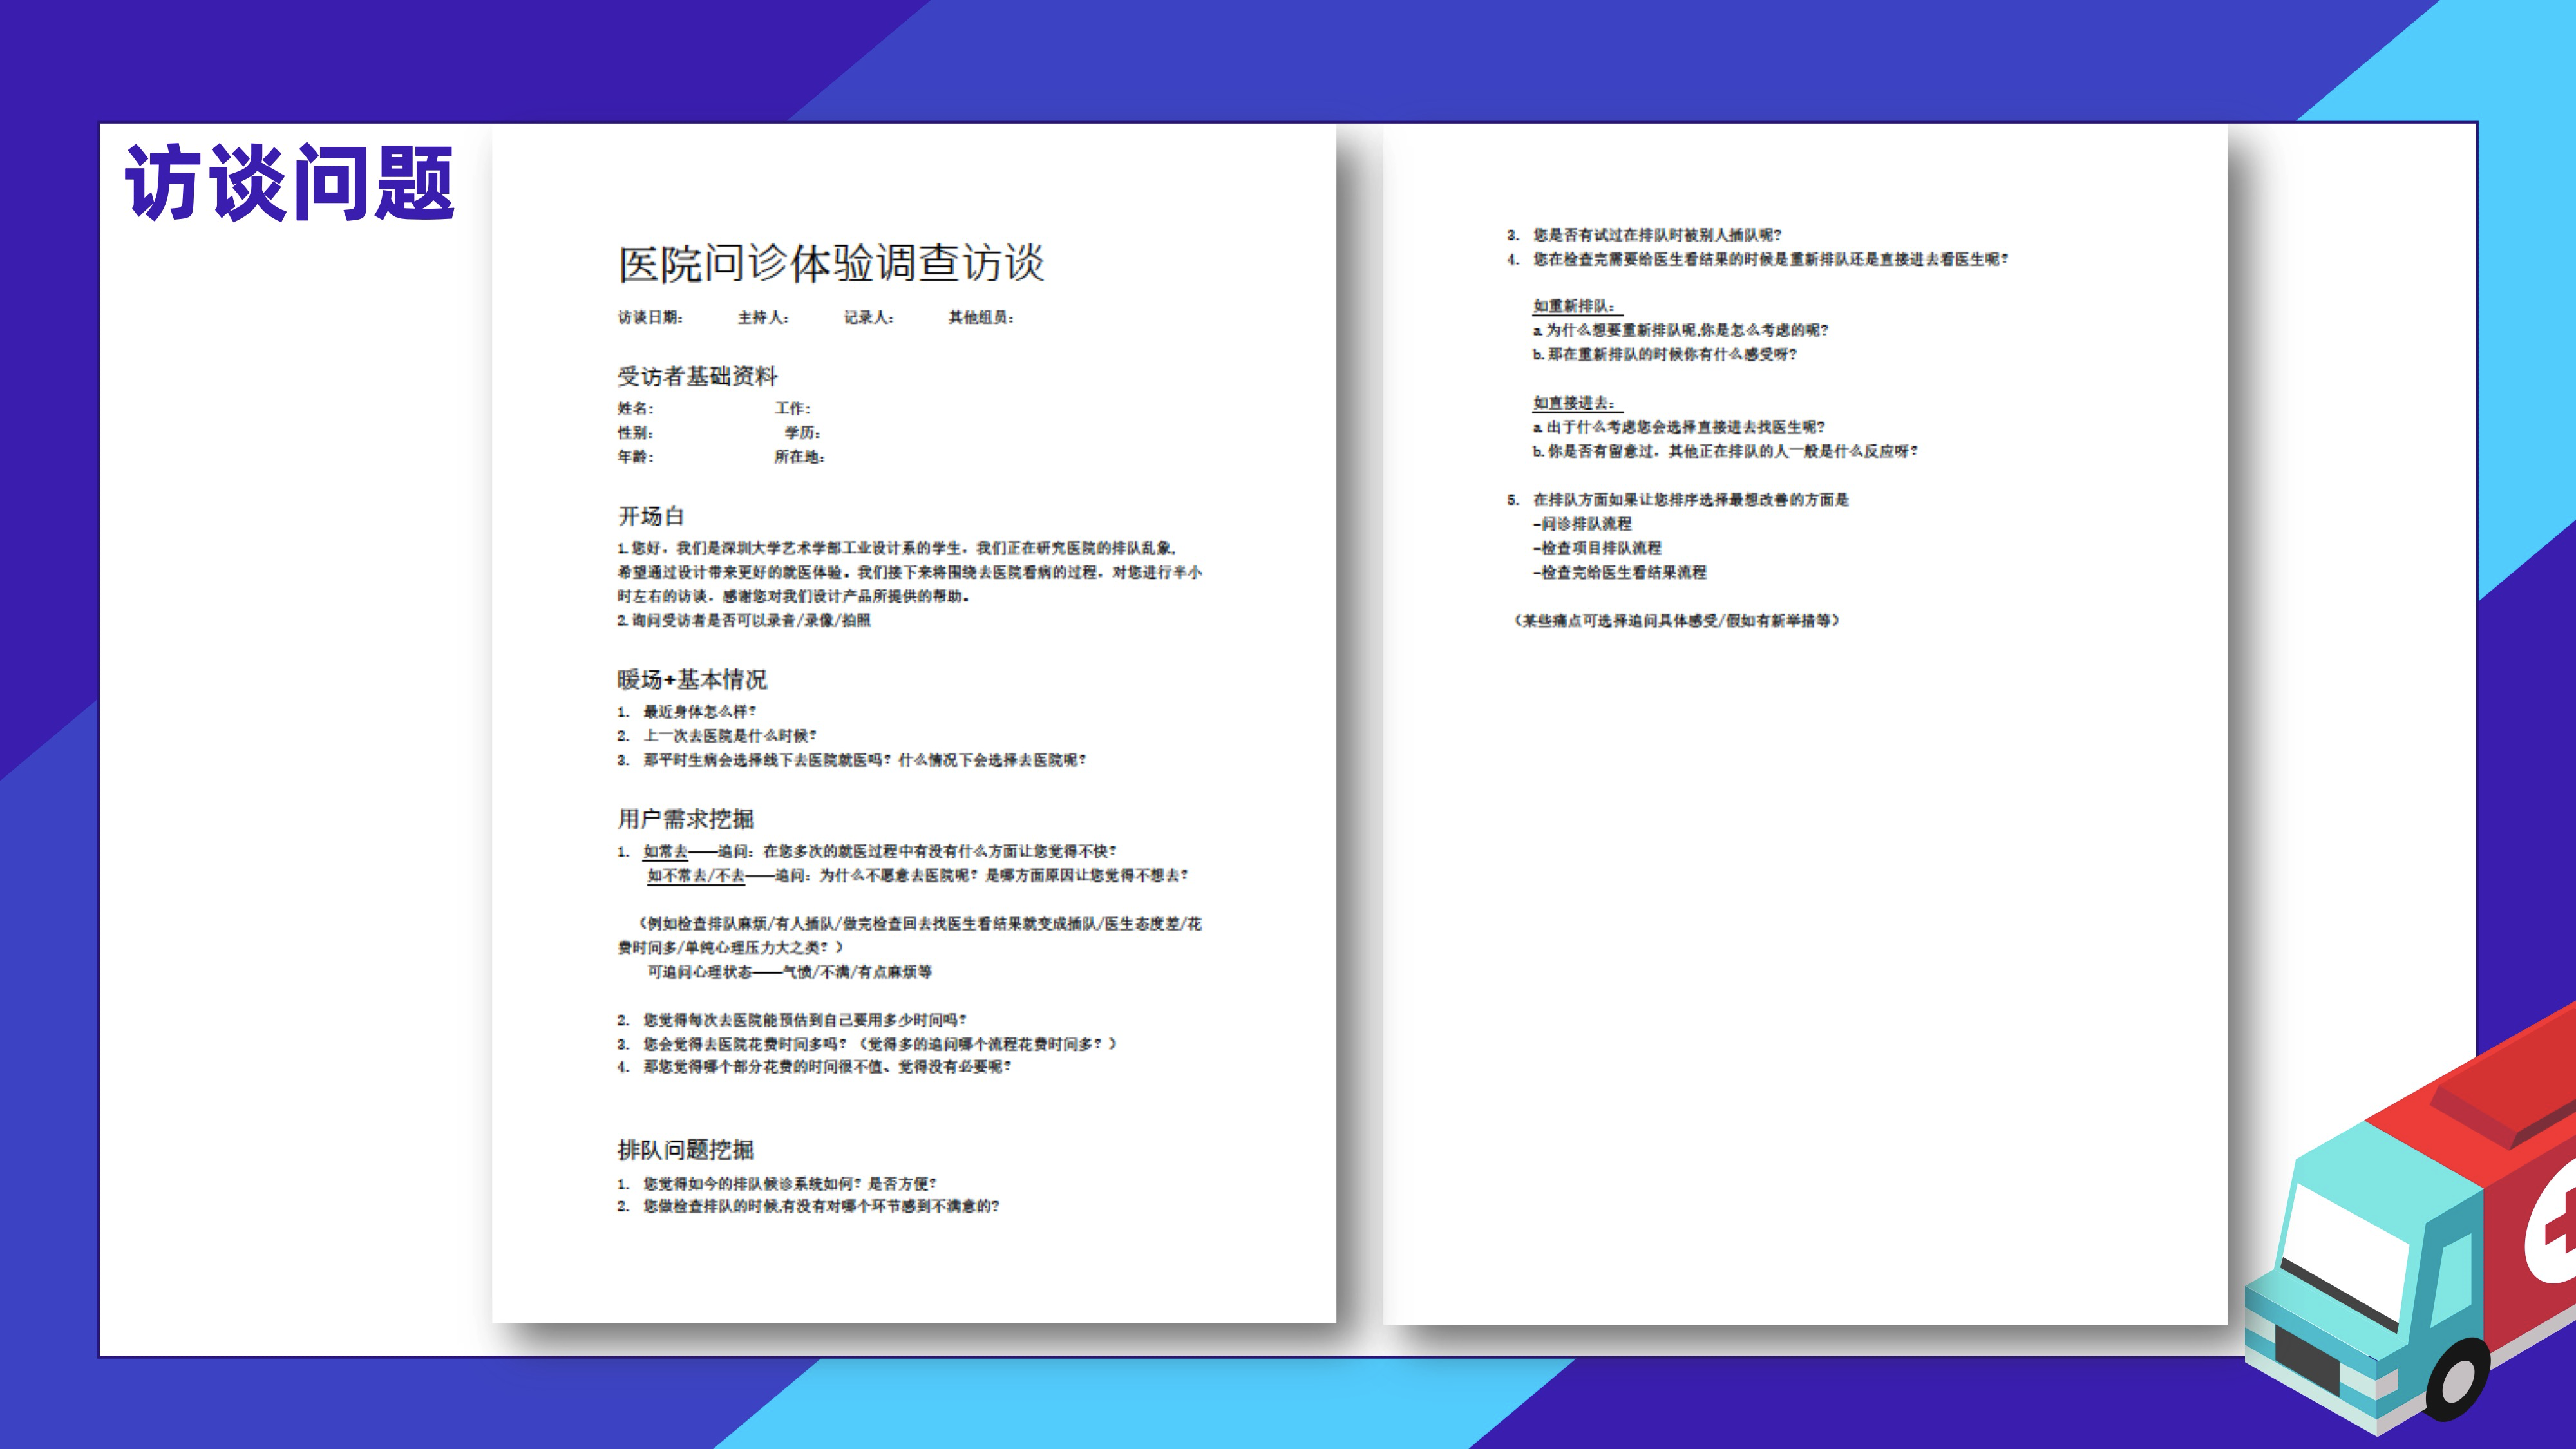 访谈问题
医院问诊体验调查访谈
访谈日期： 主持人： 记录人： 其他组员：
受访者基础资料
姓名： 工作：
性别： 学历：
年龄： 所在地：
开场白
1.您好，我们是深圳大学艺术学部工业设计系的学生，我们正在研究医院的排队乱象，
希望通过设计带来更好的就医体验。我们接下来将围绕去医院看病的过程，对您进行半小
时左右的访谈，感谢您对我们设计产品所提供的帮助。
2.询问受访者是否可以录音/录像/拍照
暖场+基本情况
1. 最近身体怎么样？
2. 上一次去医院是什么时候？
3. 那平时生病会选择线下去医院就医吗？什么情况下会选择去医院呢？
用户需求挖掘
1. 如常去——追问：在您多次的就医过程中有没有什么方面让您觉得不快？
如不常去/不去——追问：为什么不愿意去医院呢？是哪方面原因让您觉得不想去？
（例如检查排队麻烦/有人插队/做完检查回去找医生看结果就变成插队/医生态度差/花
费时间多/单纯心理压力大之类？）
可追问心理状态——气愤/不满/有点麻烦等
2. 您觉得每次去医院能预估到自己要用多少时间吗？
3. 您会觉得去医院花费时间多吗？（觉得多的追问哪个流程花费时间多？）
4. 那您觉得哪个部分花费的时间很不值、觉得没有必要呢？
排队问题挖掘
1. 您觉得如今的排队候诊系统如何？是否方便？
2. 您做检查排队的时候,有没有对哪个环节感到不满意的？
3. 您是否有试过在排队时被别人插队呢？
4. 您在检查完需要给医生看结果的时候是重新排队还是直接进去看医生呢？
如重新排队：
a.为什么想要重新排队呢,你是怎么考虑的呢？
b.那在重新排队的时候你有什么感受呀？
如直接进去：
a.出于什么考虑您会选择直接进去找医生呢？
b.你是否有留意过，其他正在排队的人一般是什么反应呀？
5. 在排队方面如果让您排序选择最想改善的方面是
-问诊排队流程
-检查项目排队流程
-检查完给医生看结果流程
（某些痛点可选择追问具体感受/假如有新举措等）